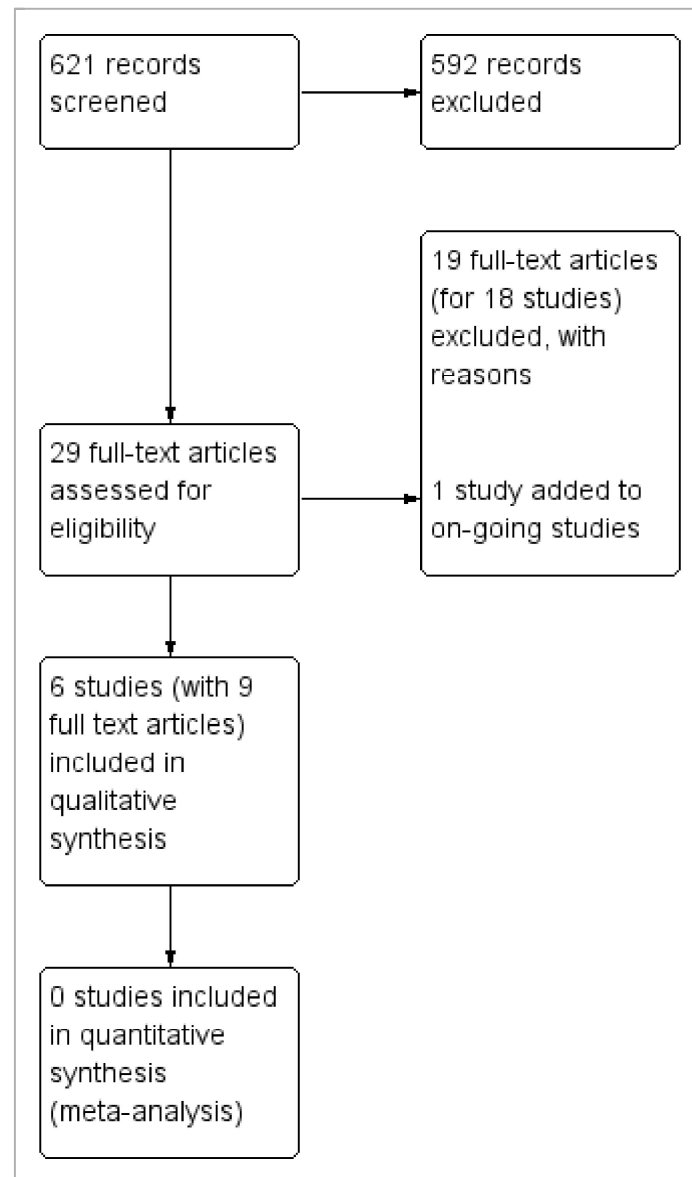 621 records
screened
592 records
excluded
19 full-text articles
(for 18 studies)
excluded, with
reasons
1 study added to
on-going studies
29 full-text articles
assessed for
eligibility
6 studies (with 9
full text articles)
included in
qualitative
synthesis
0 studies included
in quantitative
synthesis
(meta-analysis)